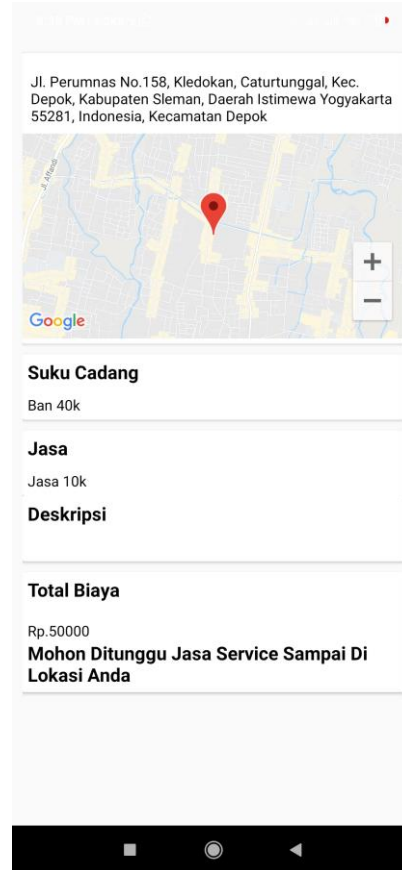 Jl. Perumnas No.158, Kledokan, Caturtunggal, Kec.
Depok, Kabupaten Sleman, Daerah Istimewa Yogyakarta
55281, Indonesia, Kecamatan Depok
Jl. Affandi
+
−
Google
Suku Cadang
Ban 40k
Jasa
Jasa 10k
Deskripsi
Total Biaya
Rp.50000
Mohon Ditunggu Jasa Service Sampai Di
Lokasi Anda